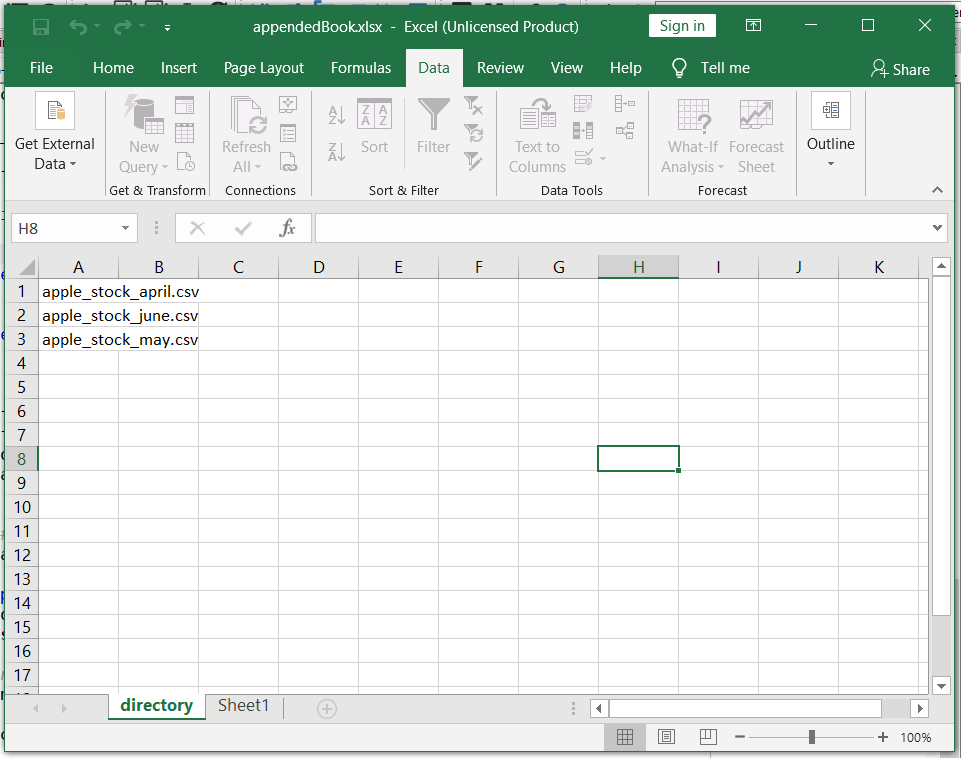 appendedBook.xlsx - Excel (Unlicensed Product) Sign in
File Home Insert Page Layout Formulas Data Review View Help Tell me Share
Get External Data
New Query
Get & Transform
Refresh All
Connections
Sort
Filter
Sort & Filter
Text to Columns
Data Tools
What-If Analysis
Forecast Sheet
Forecast
Outline
H8 fx
A B C D E F G H I J K
1 apple_stock_april.csv
2 apple_stock_june.csv
3 apple_stock_may.csv
4
5
6
7
8
9
10
11
12
13
14
15
16
17
directory Sheet1
100%